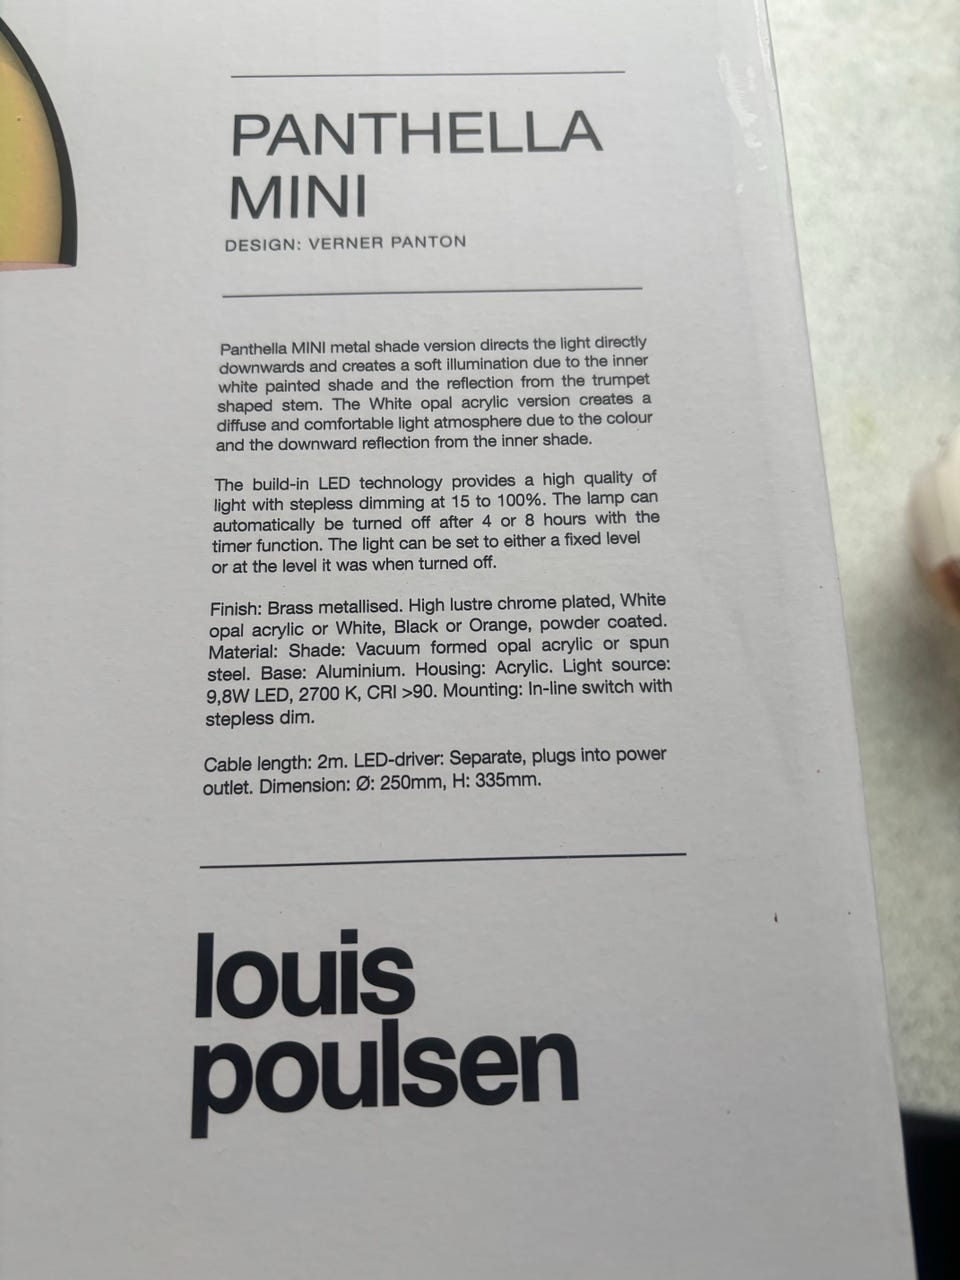 PANTHELLA
MINI
DESIGN: VERNER PANTON
Panthella MINI metal shade version directs the light directly
downwards and creates a soft illumination due to the inner
white painted shade and the reflection from the trumpet
shaped stem. The White opal acrylic version creates a
diffuse and comfortable light atmosphere due to the colour
and the downward reflection from the inner shade.
The build-in LED technology provides a high quality of
light with stepless dimming at 15 to 100%. The lamp can
automatically be turned off after 4 or 8 hours with the
timer function. The light can be set to either a fixed level
or at the level it was when turned off.
Finish: Brass metallised. High lustre chrome plated, White
opal acrylic or White, Black or Orange, powder coated.
Material: Shade: Vacuum formed opal acrylic or spun
steel. Base: Aluminium. Housing: Acrylic. Light source:
9,8W LED, 2700 K, CRI >90. Mounting: In-line switch with
stepless dim.
Cable length: 2m. LED-driver: Separate, plugs into power
outlet. Dimension: Ø: 250mm, H: 335mm.
louis
poulsen